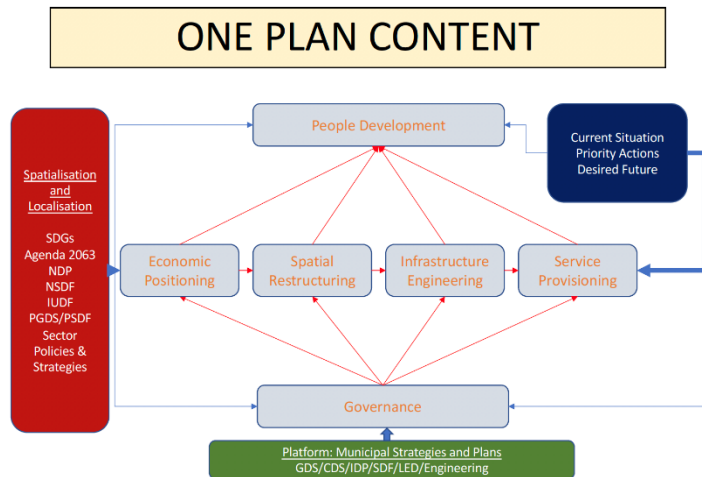 ONE PLAN CONTENT
People Development
Current Situation
Priority Actions
Desired Future
Spatialisation
and
Localisation
SDGs
Agenda 2063
NDP
NSDF
IUDF
PGDS/PSDF
Sector
Policies &
Strategies
Economic
Positioning
Spatial
Restructuring
Infrastructure
Engineering
Service
Provisioning
Governance
Platform: Municipal Strategies and Plans
GDS/CDS/IDP/SDF/LED/Engineering